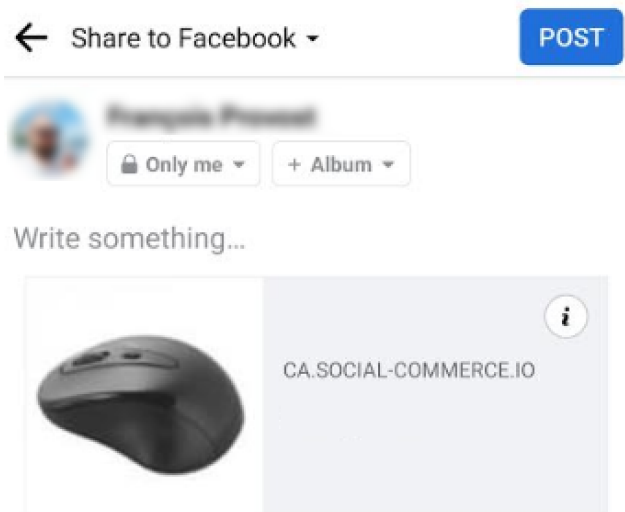 Share to Facebook
POST
Only me
+ Album
Write something...
i
CA.SOCIAL-COMMERCE.IO